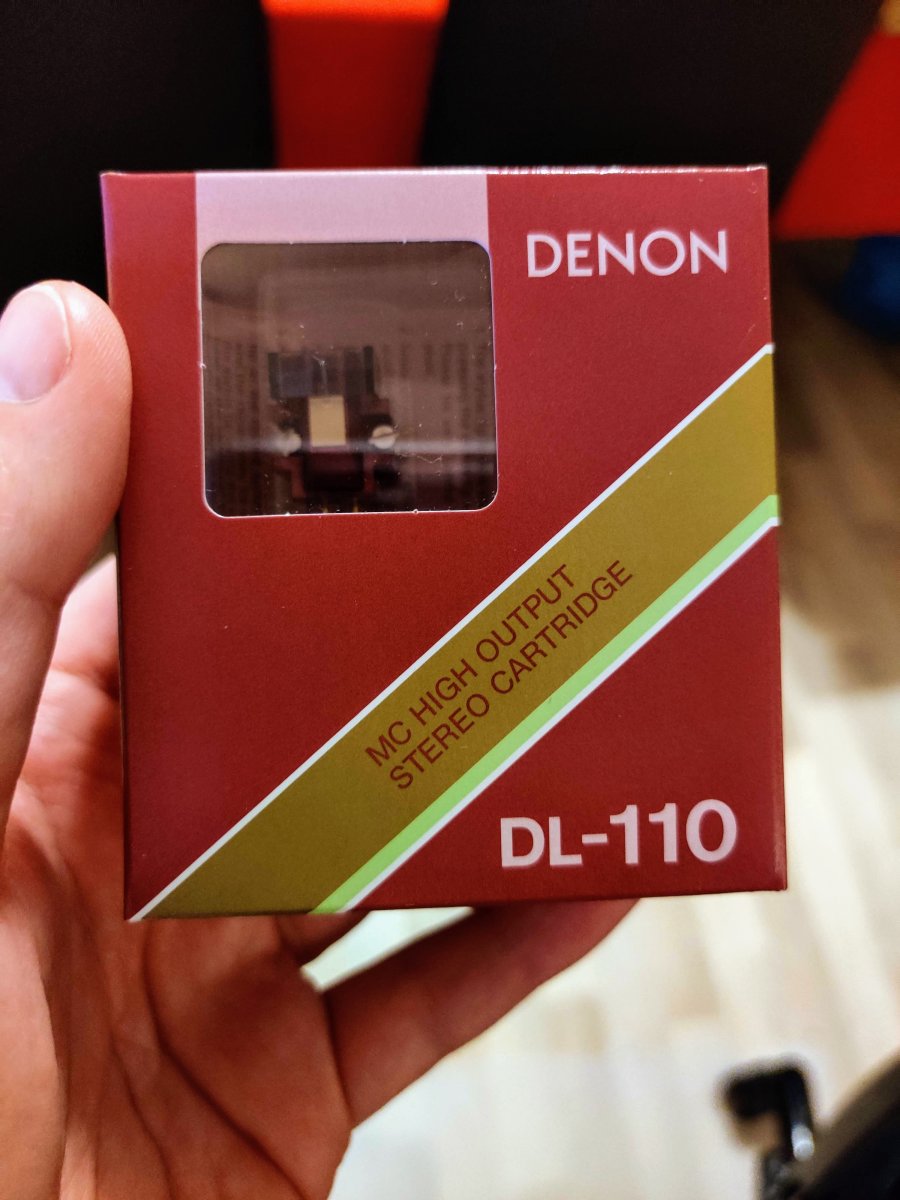 DENON
MC HIGH OUTPUT
STEREO CARTRIDGE
DL-110